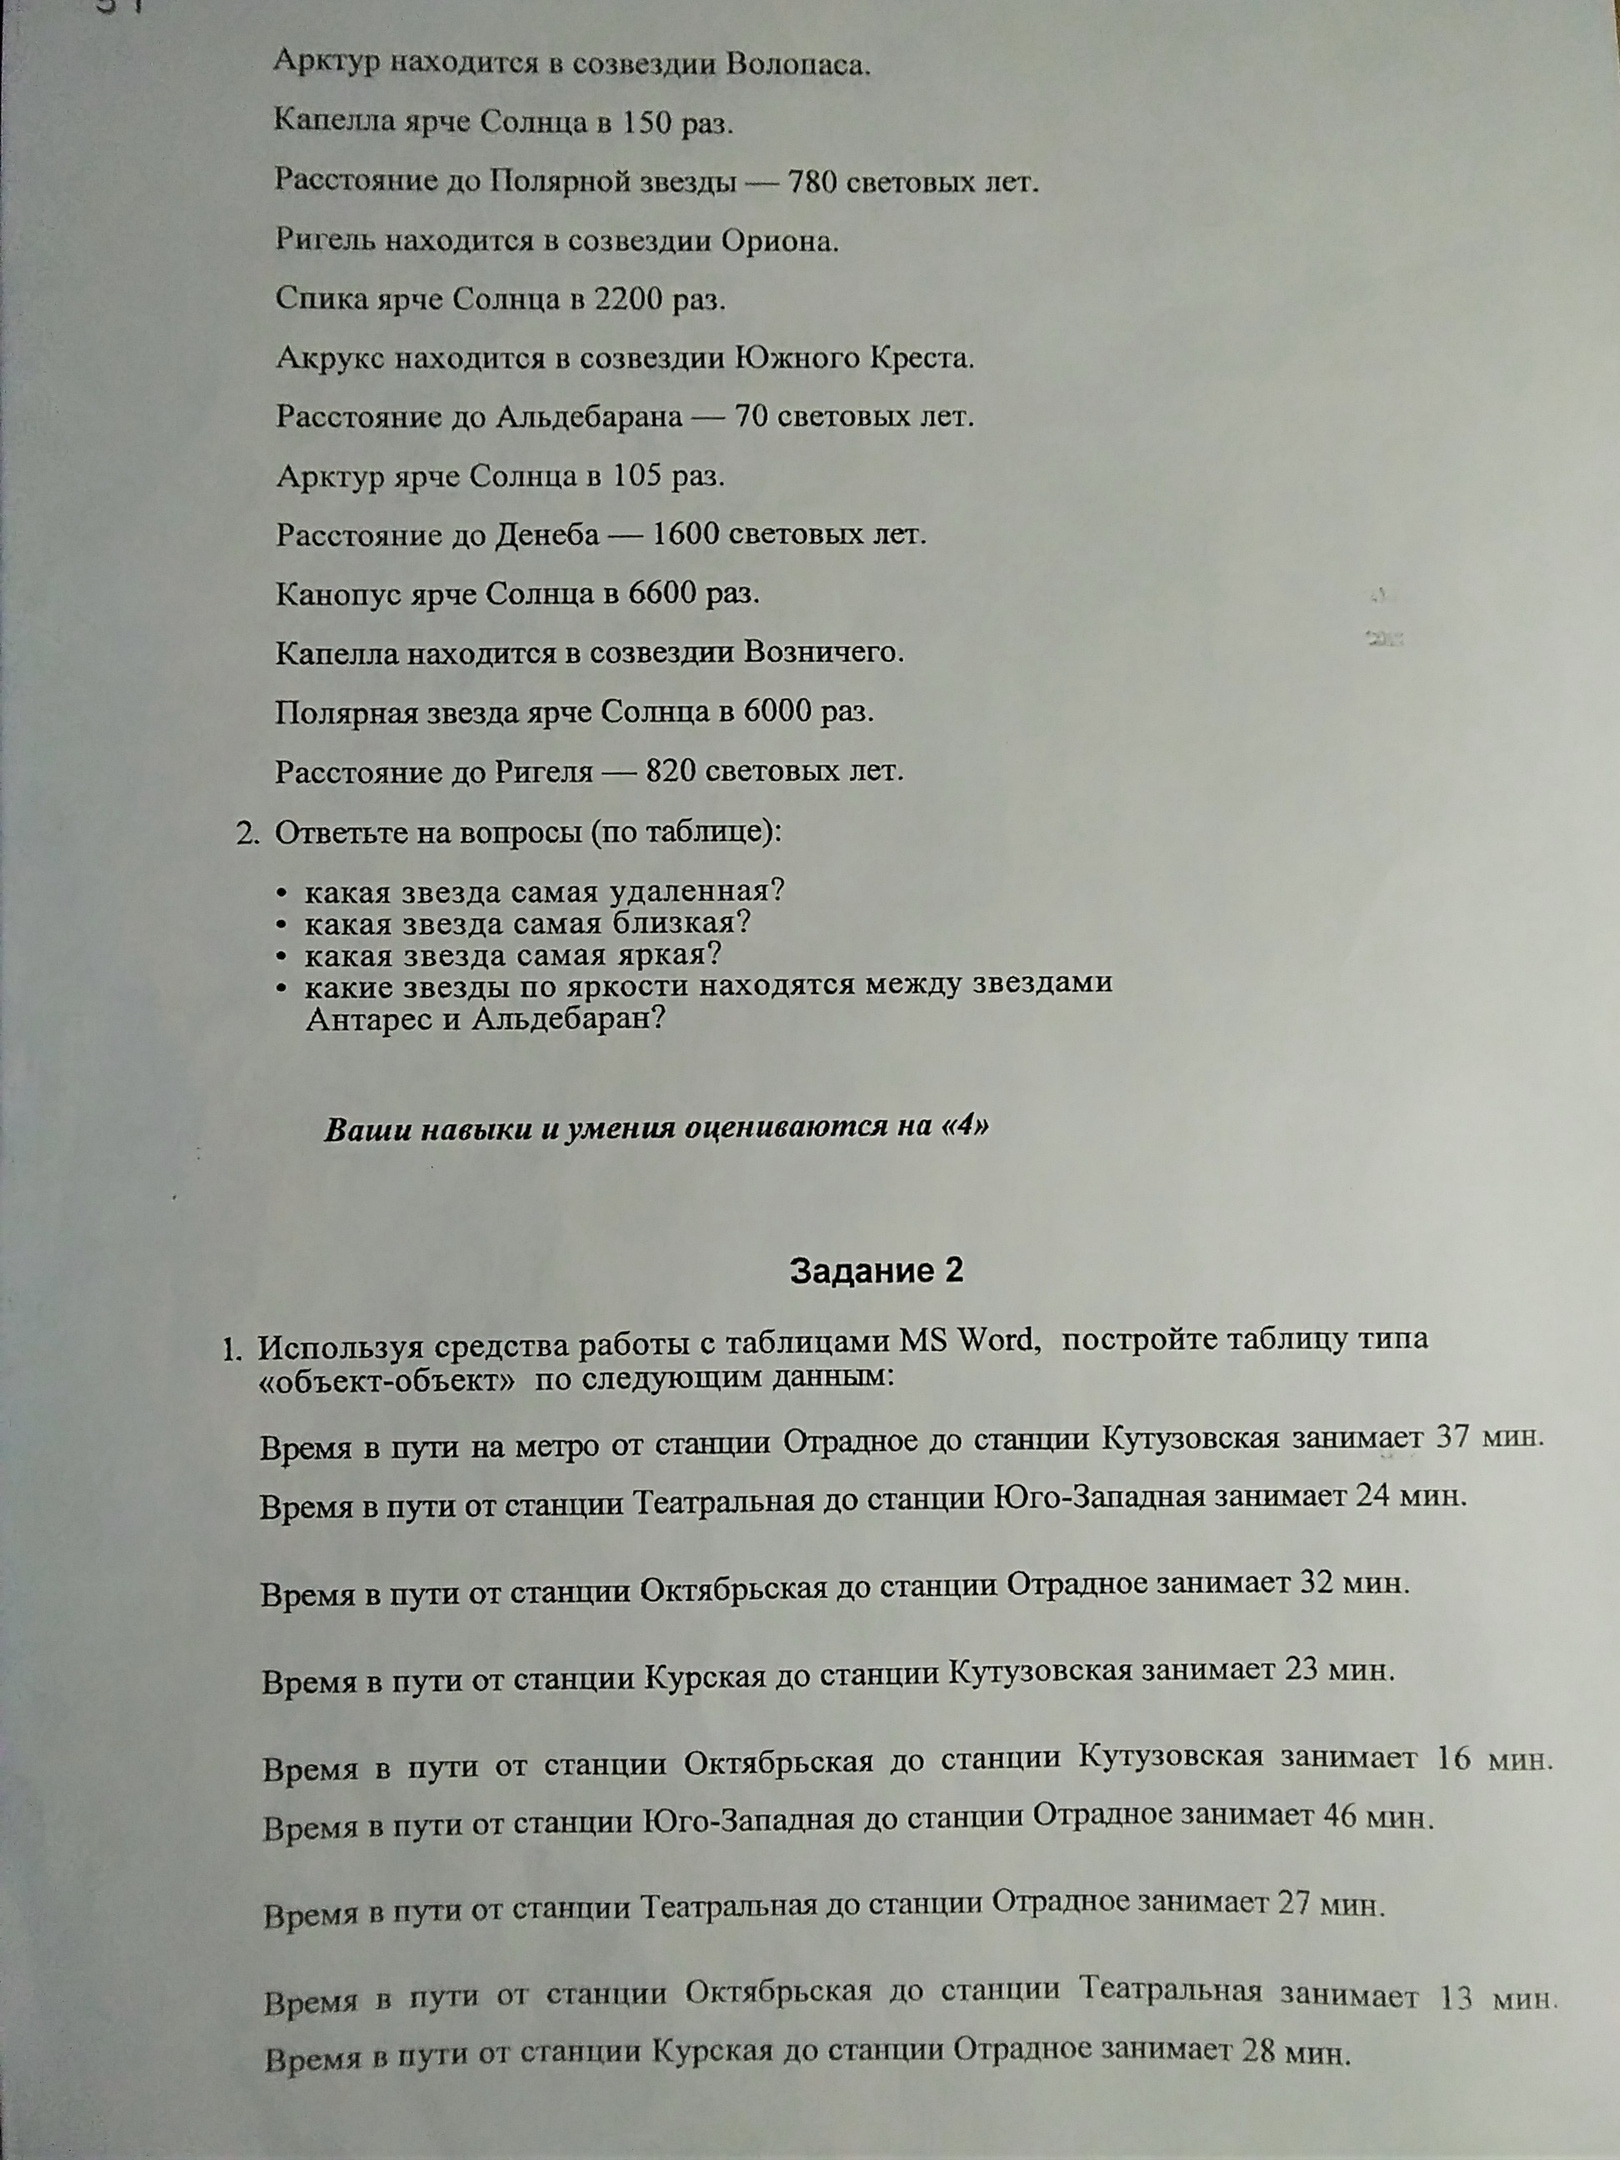 Арктур находится в созвездии Волопаса.
Капелла ярче Солнца в 150 раз.
Расстояние до Полярной звезды — 780 световых лет.
Ригель находится в созвездии Ориона.
Спика ярче Солнца в 2200 раз.
Акрукс находится в созвездии Южного Креста.
Расстояние до Альдебарана — 70 световых лет.
Арктур ярче Солнца в 105 раз.
Расстояние до Денеба — 1600 световых лет.
Канопус ярче Солнца в 6600 раз.
Капелла находится в созвездии Возничего.
Полярная звезда ярче Солнца в 6000 раз.
Расстояние до Ригеля — 820 световых лет.
2. Ответьте на вопросы (по таблице):
• какая звезда самая удаленная?
• какая звезда самая близкая?
• какая звезда самая яркая?
• какие звезды по яркости находятся между звездами
Антарес и Альдебаран?
Ваши навыки и умения оцениваются на «4»
Задание 2
1. Используя средства работы с таблицами MS Word, постройте таблицу типа
«объект-объект» по следующим данным:
Время в пути на метро от станции Отрадное до станции Кутузовская занимает 37 мин.
Время в пути от станции Театральная до станции Юго-Западная занимает 24 мин.
Время в пути от станции Октябрьская до станции Отрадное занимает 32 мин.
Время в пути от станции Курская до станции Кутузовская занимает 23 мин.
Время в пути от станции Октябрьская до станции Кутузовская занимает 16 мин.
Время в пути от станции Юго-Западная до станции Отрадное занимает 46 мин.
Время в пути от станции Театральная до станции Отрадное занимает 27 мин.
Время в пути от станции Октябрьская до станции Театральная занимает 13 мин.
Время в пути от станции Курская до станции Отрадное занимает 28 мин.